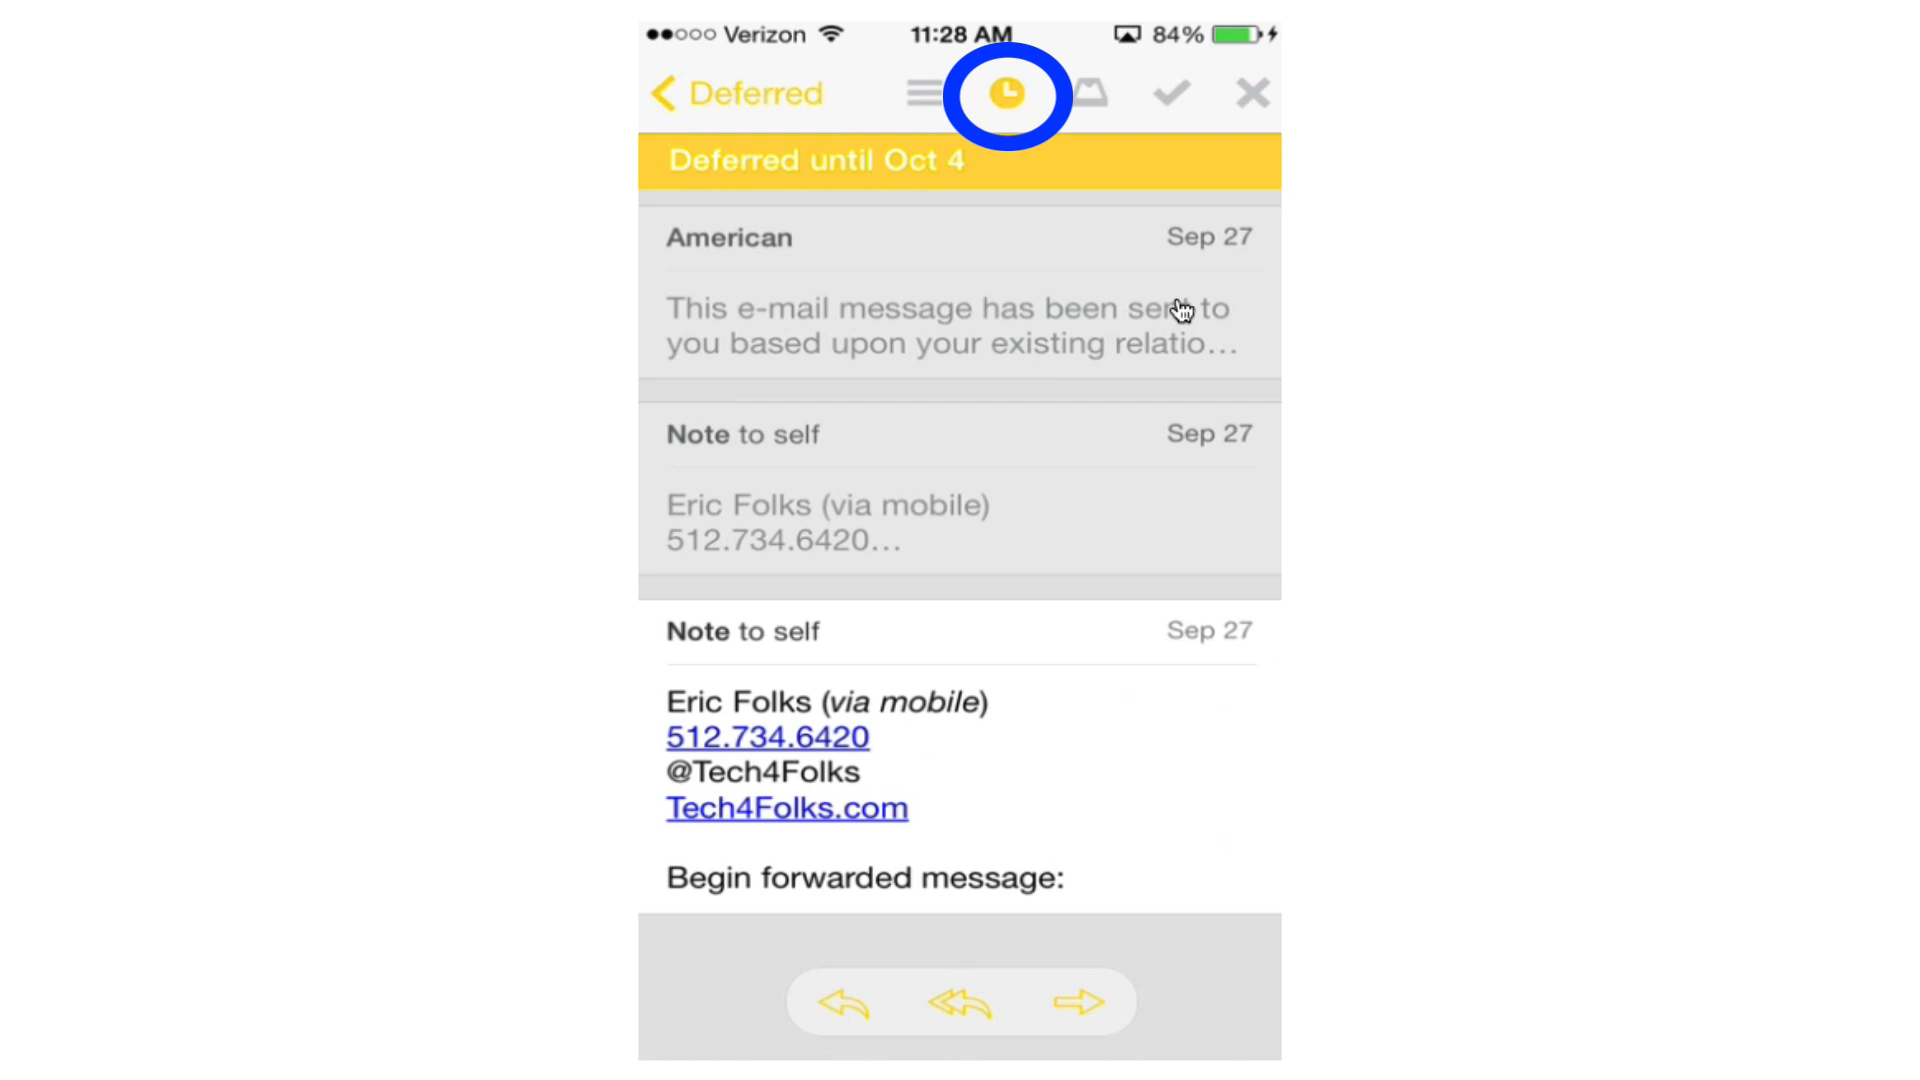 Verizon 11:28 AM 84%
Deferred
Deferred until Oct 4
American Sep 27
This e-mail message has been sent to
you based upon your existing relatio...
Note to self Sep 27
Eric Folks (via mobile)
512.734.6420...
Note to self Sep 27
Eric Folks (via mobile)
512.734.6420
@Tech4Folks
Tech4Folks.com
Begin forwarded message: